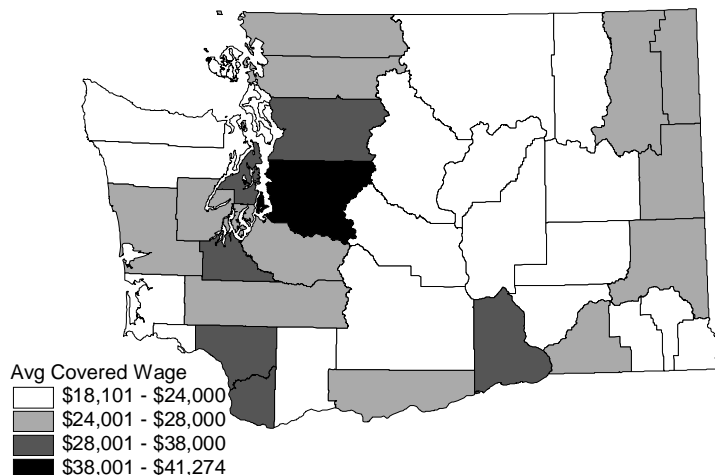 Avg Covered Wage
$18,101 - $24,000
$24,001 - $28,000
$28,001 - $38,000
$38,001 - $41,274